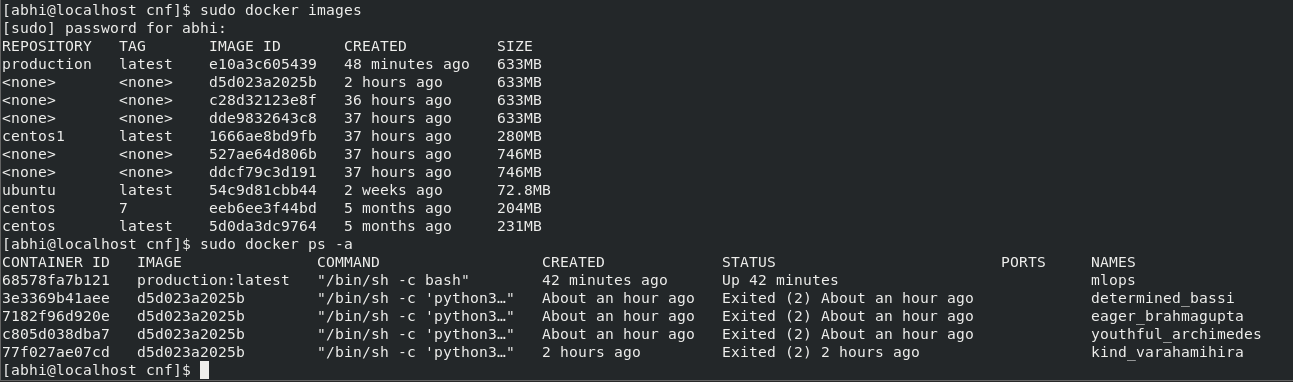 [abhi@localhost cnf]$ sudo docker images
[sudo] password for abhi:
REPOSITORY   TAG       IMAGE ID       CREATED          SIZE
production   latest    e10a3c605439   48 minutes ago   633MB
<none>       <none>    d5d023a2025b   2 hours ago      633MB
<none>       <none>    c28d32123e8f   36 hours ago     633MB
<none>       <none>    dde9832643c8   37 hours ago     633MB
centos1      latest    1666ae8bd9fb   37 hours ago     280MB
<none>       <none>    527ae64d806b   37 hours ago     746MB
<none>       <none>    ddcf79c3d191   37 hours ago     746MB
ubuntu       latest    54c9d81cbb44   2 weeks ago      72.8MB
centos       7         eeb6ee3f44bd   5 months ago     204MB
centos       latest    5d0da3dc9764   5 months ago     231MB
[abhi@localhost cnf]$ sudo docker ps -a
CONTAINER ID   IMAGE               COMMAND                  CREATED             STATUS                         PORTS     NAMES
68578fa7b121   production:latest   "/bin/sh -c bash"        42 minutes ago      Up 42 minutes                            mlops
3e3369b41aee   d5d023a2025b        "/bin/sh -c 'python3…"   About an hour ago   Exited (2) About an hour ago             determined_bassi
7182f96d920e   d5d023a2025b        "/bin/sh -c 'python3…"   About an hour ago   Exited (2) About an hour ago             eager_brahmagupta
c805d038dba7   d5d023a2025b        "/bin/sh -c 'python3…"   About an hour ago   Exited (2) About an hour ago             youthful_archimedes
77f027ae07cd   d5d023a2025b        "/bin/sh -c 'python3…"   2 hours ago         Exited (2) 2 hours ago                   kind_varahamihira
[abhi@localhost cnf]$